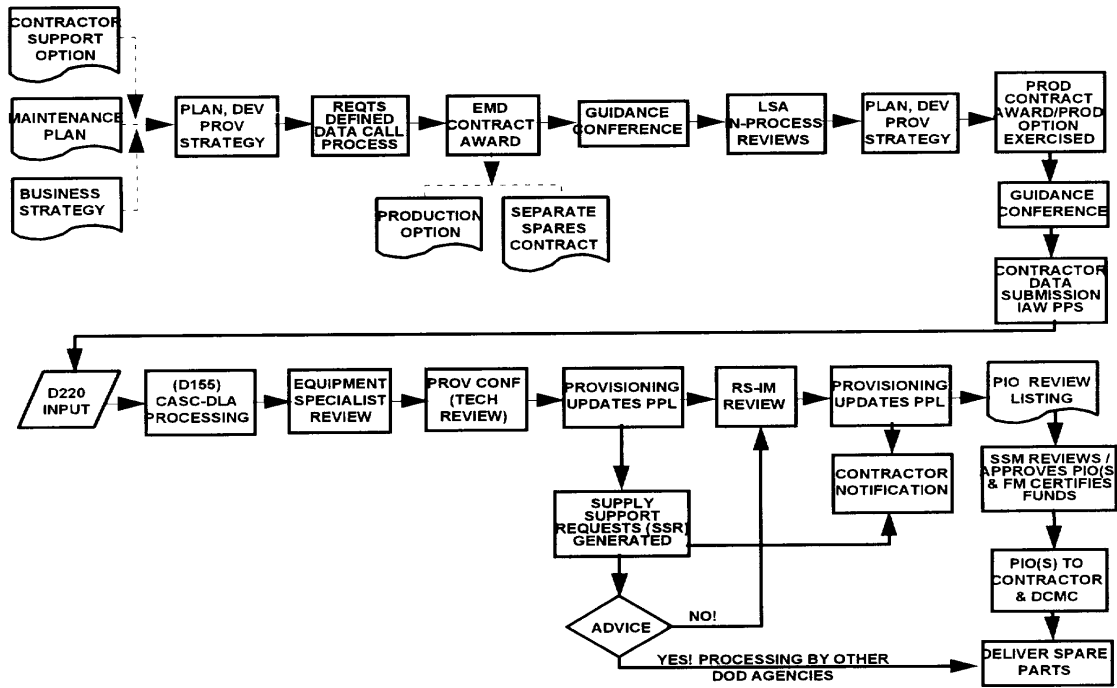 CONTRACTOR
SUPPORT
OPTION
MAINTENANCE
PLAN
BUSINESS
STRATEGY
PLAN, DEV
PROV
STRATEGY
REQTS
DEFINED
DATA CALL
PROCESS
EMD
CONTRACT
AWARD
PRODUCTION
OPTION
SEPARATE
SPARES
CONTRACT
GUIDANCE
CONFERENCE
LSA
IN-PROCESS
REVIEWS
PLAN, DEV
PROV
STRATEGY
PROD
CONTRACT
AWARD/PROD
OPTION
EXERCISED
GUIDANCE
CONFERENCE
CONTRACTOR
DATA
SUBMISSION
IAW PPS
D220
INPUT
(D155)
CASC-DLA
PROCESSING
EQUIPMENT
SPECIALIST
REVIEW
PROV CONF
(TECH
REVIEW)
PROVISIONING
UPDATES PPL
RS-IM
REVIEW
PROVISIONING
UPDATES PPL
PIO REVIEW
LISTING
CONTRACTOR
NOTIFICATION
SSM REVIEWS /
APPROVES PIO(S
& FM CERTIFIES
FUNDS
SUPPLY
SUPPORT
REQUESTS (SSR)
GENERATED
PIO(S) TO
CONTRACTOR
& DCMC
ADVICE
NO!
YES! PROCESSING BY OTHER
DOD AGENCIES
DELIVER SPARE
PARTS